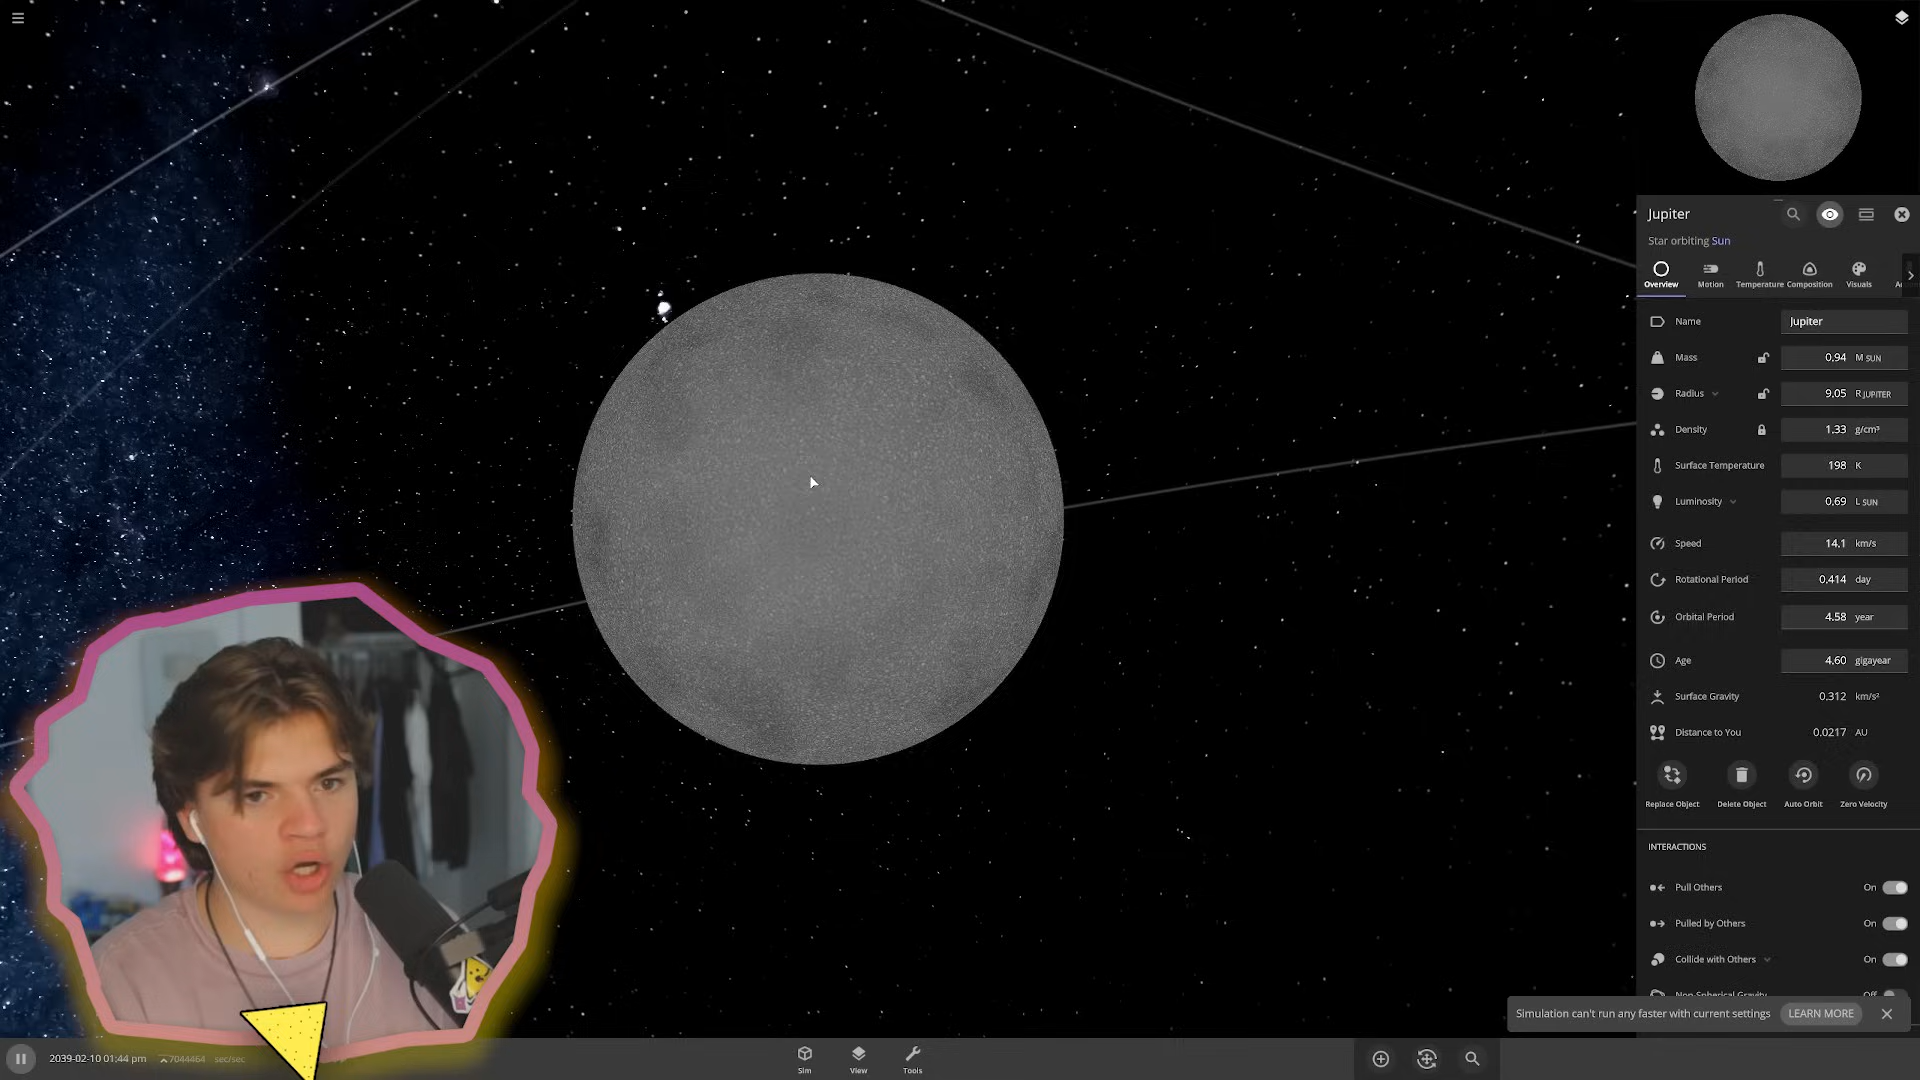 Jupiter
Star orbiting Sun
Overview Motion Temperature Composition Visuals
Name Jupiter
Mass 0.94 M SUN
Radius 9.05 R JUPITER
Density 1.33 g/cm³
Surface Temperature 198 K
Luminosity 0.69 L SUN
Speed 14.1 km/s
Rotational Period 0.414 day
Orbital Period 4.58 year
Age 4.60 gigayear
Surface Gravity 0.312 km/s²
Distance to You 0.0217 AU
Replace Object Delete Object Auto Orbit Zero Velocity
INTERACTIONS
Pull Others On
Pulled by Others On
Collide with Others On
Non Spherical Gravity Off
Simulation can't run any faster with current settings LEARN MORE
2039-02-10 01:44 pm 7044464 sec/sec
Sim View Tools